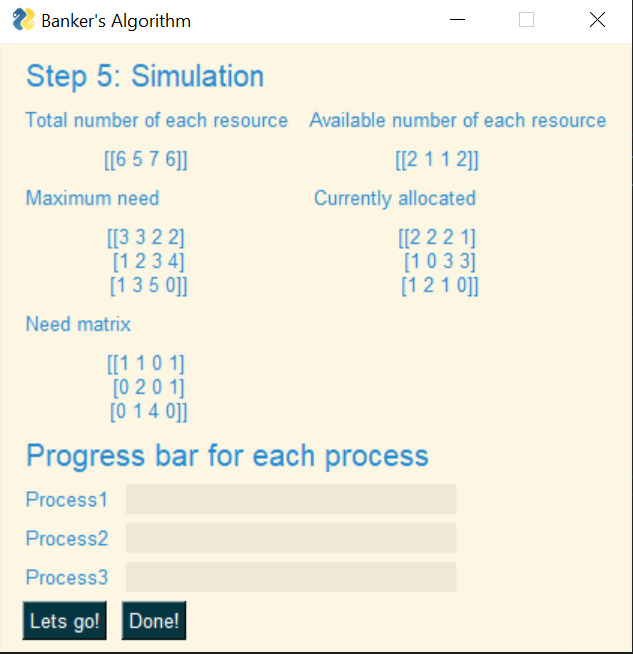 Banker's Algorithm
Step 5: Simulation
Total number of each resource
Available number of each resource
[[6 5 7 6]]
[[2 1 1 2]]
Maximum need
Currently allocated
[[3 3 2 2]
[1 2 3 4]
[1 3 5 0]]
[[2 2 2 1]
[1 0 3 3]
[1 2 1 0]]
Need matrix
[[1 1 0 1]
[0 2 0 1]
[0 1 4 0]]
Progress bar for each process
Process1
Process2
Process3
Lets go!
Done!